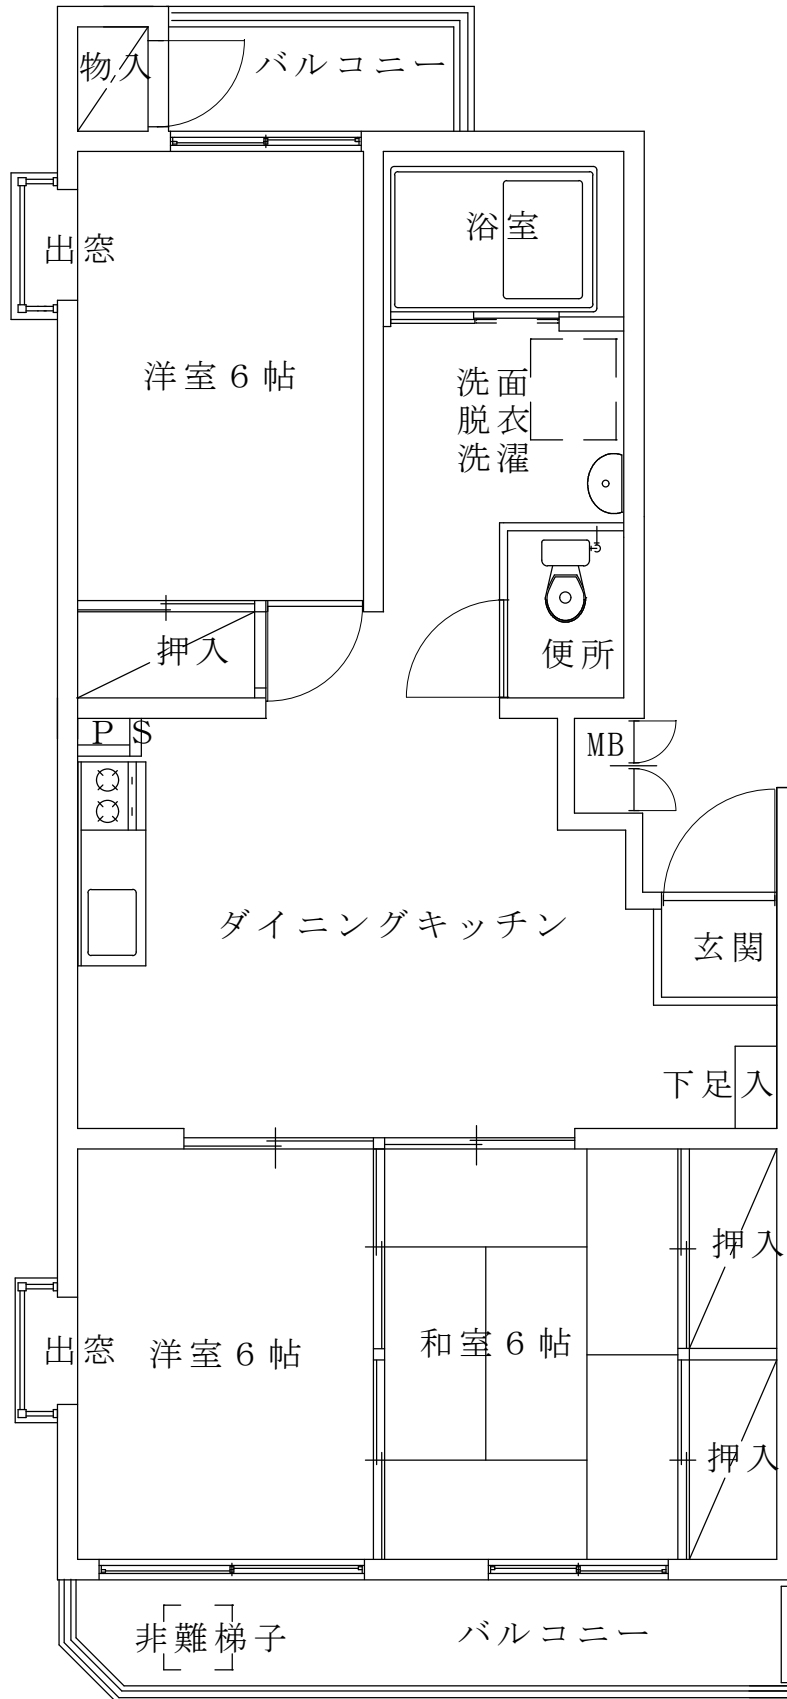 物入
バルコニー
浴室
出窓
洋室６帖
洗面
脱衣
洗濯
押入
便所
ＰＳ
MB
ダイニングキッチン
玄関
下足入
押入
出窓
洋室６帖
和室６帖
押入
非難梯子
バルコニー